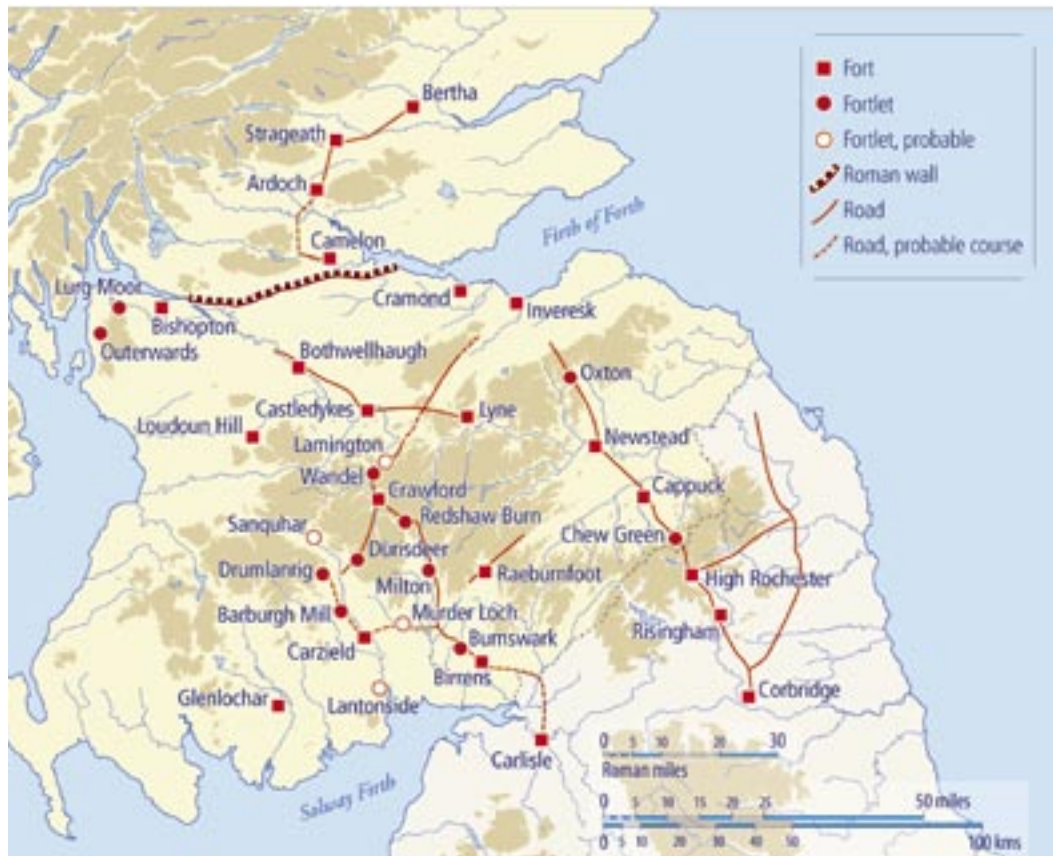 Fort
Fortlet
Fortlet, probable
Roman wall
Road
Road, probable course
Bertha
Strageath
Ardoch
Camelon
Firth of Forth
Lurg Moor
Bishopton
Outerwards
Cramond
Inveresk
Bothwellhaugh
Oxton
Castledykes
Lyne
Loudoun Hill
Newstead
Lamington
Wandel
Crawford
Cappuck
Redshaw Burn
Sanquhar
Chew Green
Durisdeer
Drumlanrig
Milton
Raeburnfoot
High Rochester
Barburgh Mill
Murder Loch
Risingham
Carzield
Burnswark
Birrens
Glenlochar
Lantonside
Corbridge
Carlisle
Solway Firth
0 5 10 20 30
Roman miles
0 5 10 15 20 25 50 miles
0 5 10 20 30 40 50 100 kms